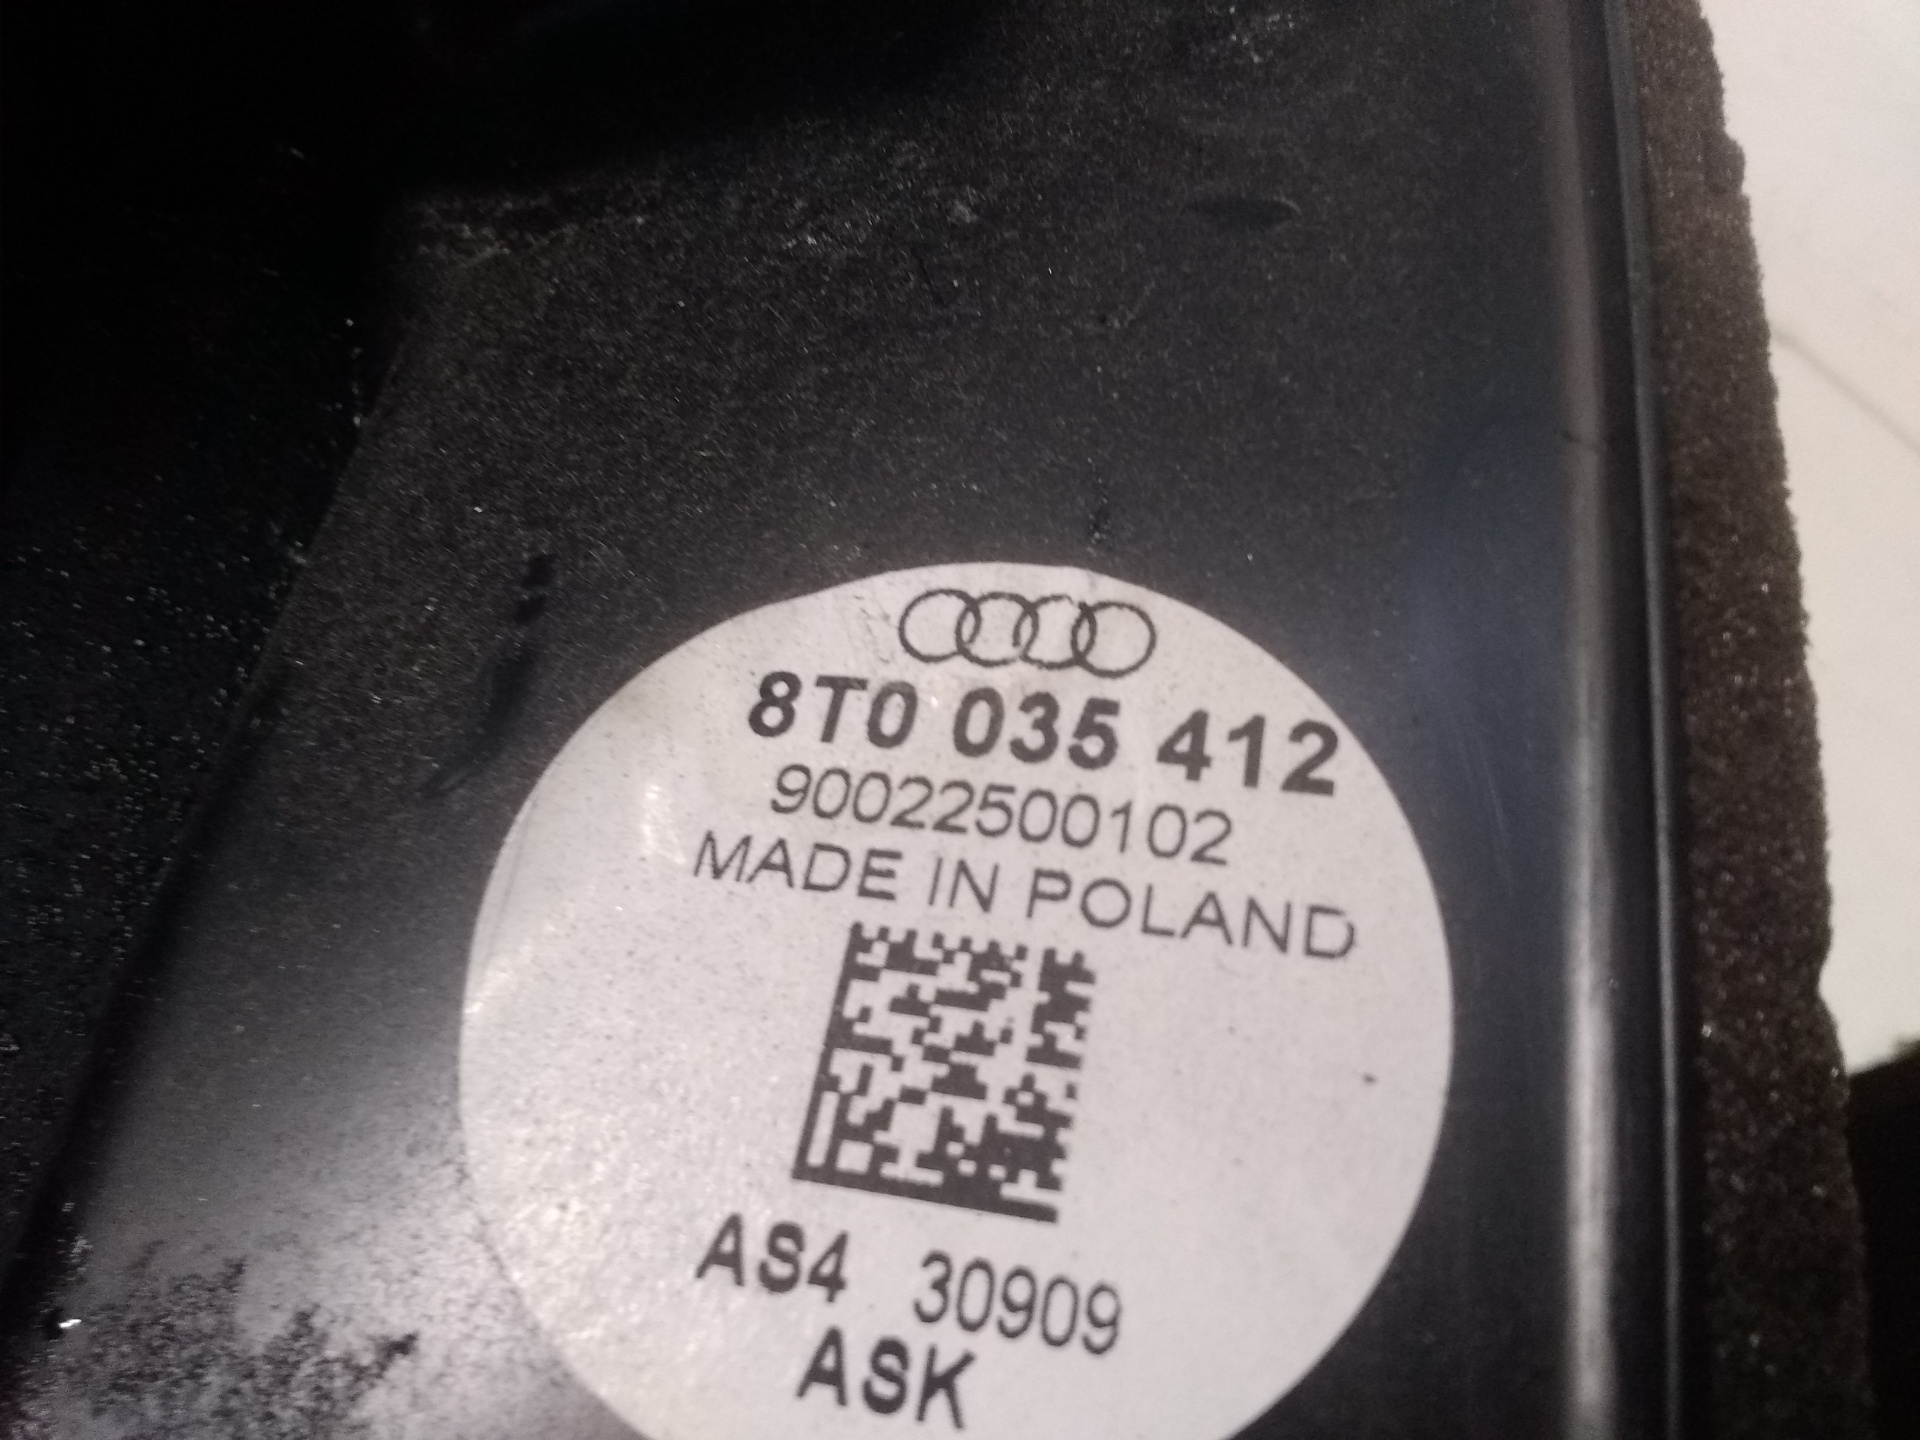 8T0 035 412
90022500102
MADE IN POLAND
AS4 30909
ASK